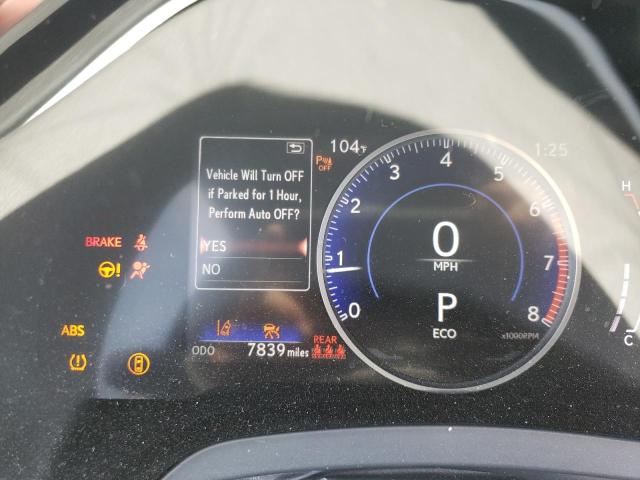 Vehicle Will Turn OFF
if Parked for 1 Hour,
Perform Auto OFF?
YES
NO
104°F
P
OFF
1:25
0
1
2
3
4
5
6
7
8
0
MPH
P
ECO
x1000RPM
H
C
BRAKE
!
ABS
(!)
ODO 7839 miles
REAR